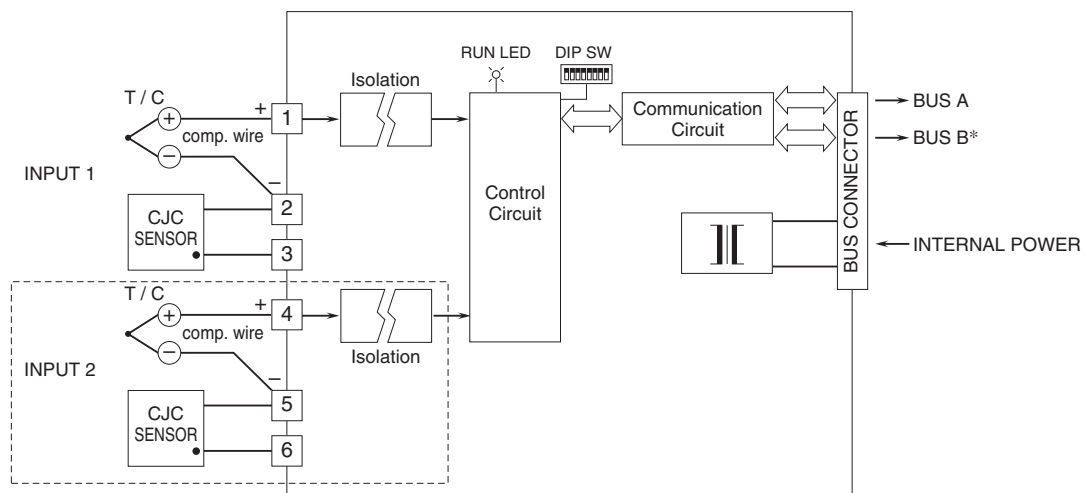 RUN LED
DIP SW
Isolation
T / C
+
+
1
comp. wire
−
INPUT 1
−
2
CJC
SENSOR
3
Control
Circuit
Communication
Circuit
BUS CONNECTOR
BUS A
BUS B*
INTERNAL POWER
T / C
+
+
4
comp. wire
−
Isolation
INPUT 2
−
5
CJC
SENSOR
6